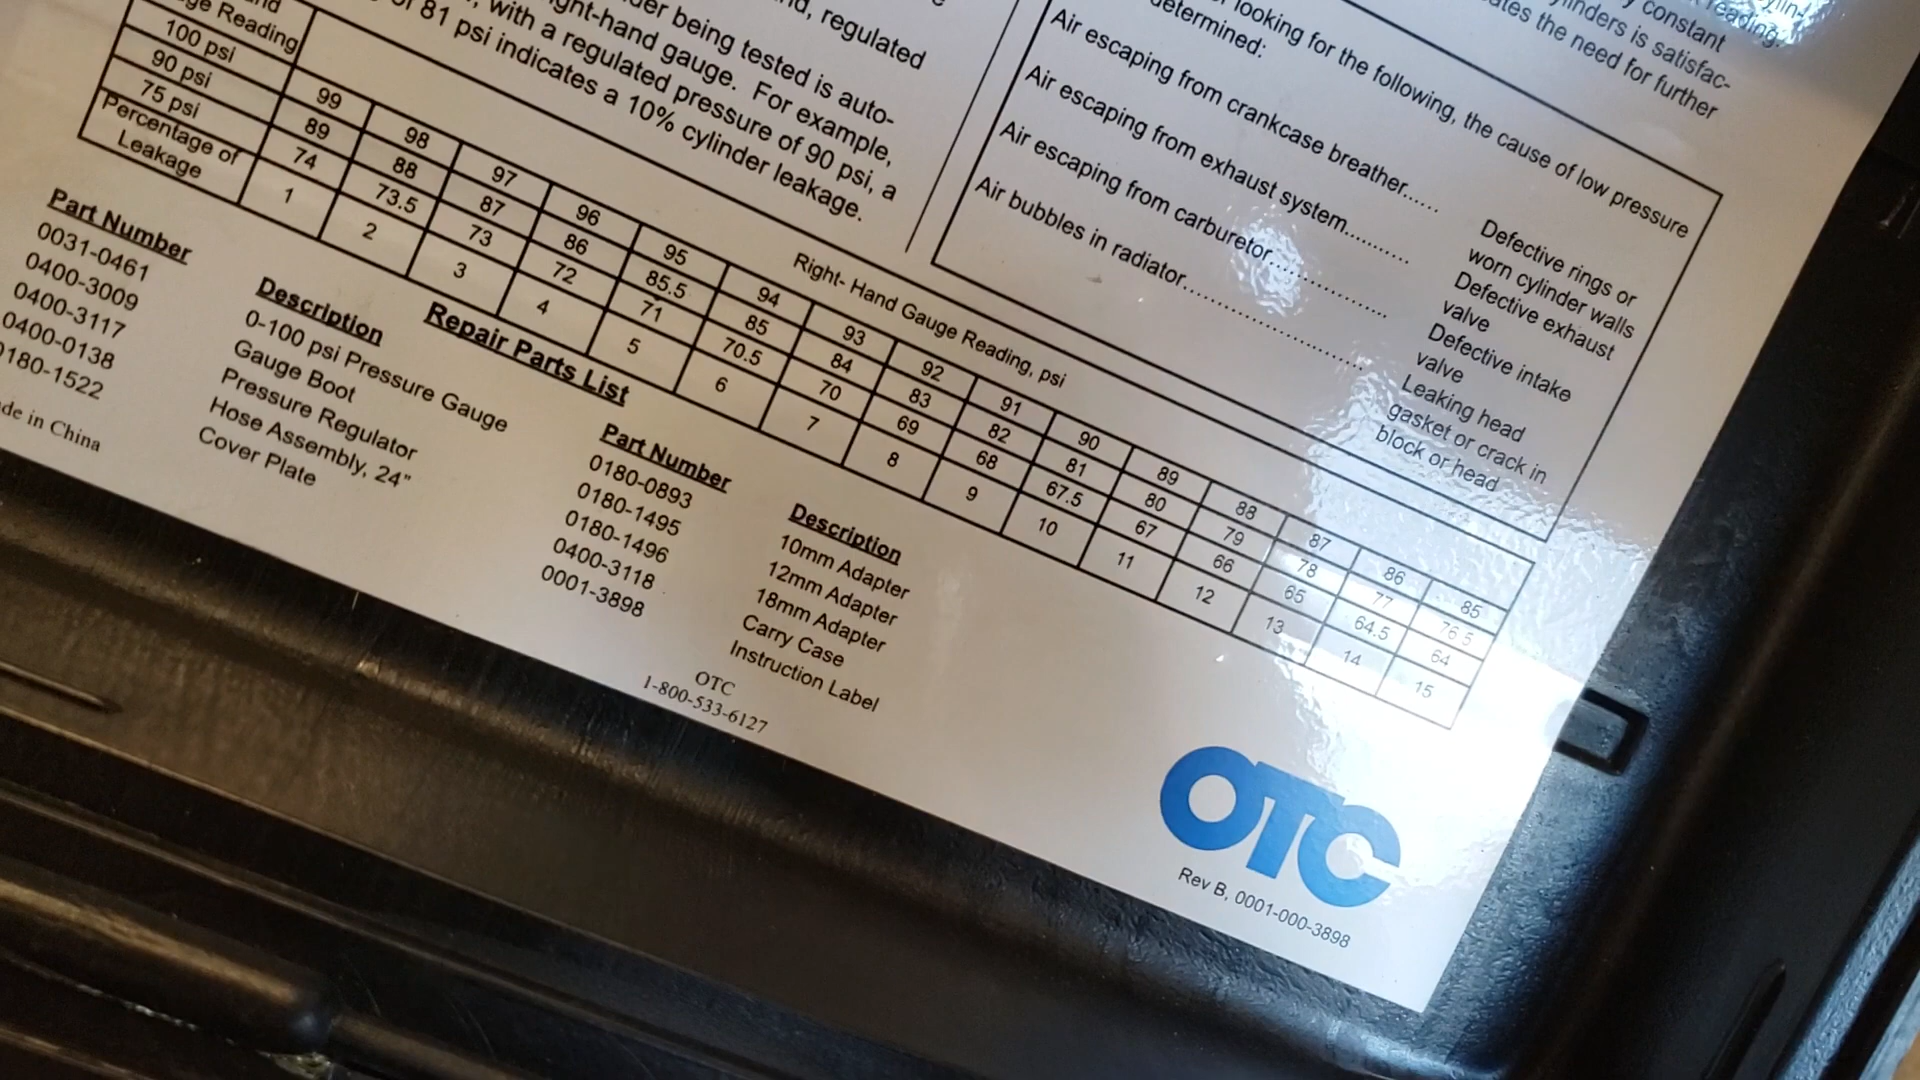 nd, regulated
der being tested is auto-
ght-hand gauge. For example,
, with a regulated pressure of 90 psi, a
of 81 psi indicates a 10% cylinder leakage.
constant
reading.
ylinders is satisfac-
ates the need for further
looking for the following, the cause of low pressure
determined:
Air escaping from crankcase breather...... Defective rings or
worn cylinder walls
Air escaping from exhaust system.......... Defective exhaust
valve
Air escaping from carburetor.................. Defective intake
valve
Air bubbles in radiator............................ Leaking head
gasket or crack in
block or head
Right- Hand Gauge Reading, psi
ge Reading
100 psi 99 98 97 96 95 94 93 92 91 90 89 88 87 86 85
90 psi 89 88 87 86 85.5 85 84 83 82 81 80 79 78 77 76.5
75 psi 74 73.5 73 72 71 70.5 70 69 68 67.5 67 66 65 64.5 64
Percentage of
Leakage 1 2 3 4 5 6 7 8 9 10 11 12 13 14 15
Repair Parts List
Part Number Description
0031-0461 0-100 psi Pressure Gauge
0400-3009 Gauge Boot
0400-3117 Pressure Regulator
0400-0138 Hose Assembly, 24"
0180-1522 Cover Plate
Part Number Description
0180-0893 10mm Adapter
0180-1495 12mm Adapter
0180-1496 18mm Adapter
0400-3118 Carry Case
0001-3898 Instruction Label
de in China
OTC
1-800-533-6127
OTC
Rev B, 0001-000-3898